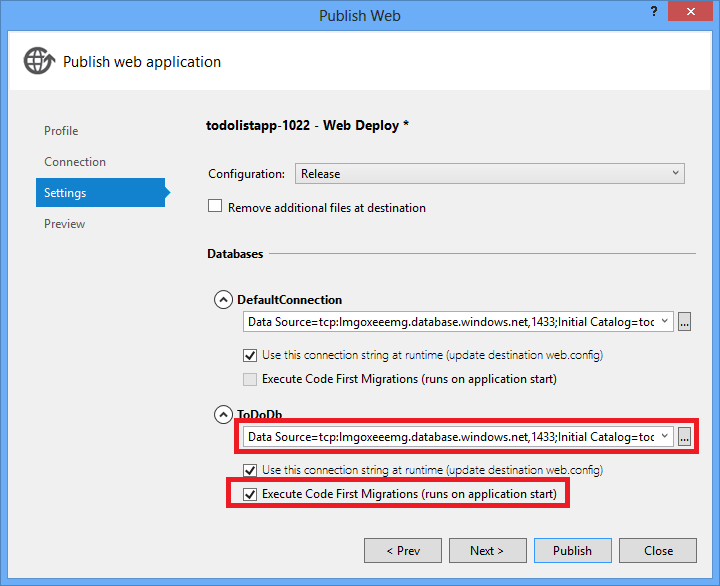 Publish Web
?
Publish web application
Profile
Connection
Settings
Preview
todolistapp-1022 - Web Deploy *
Configuration:
Release
Remove additional files at destination
Databases
DefaultConnection
Data Source=tcp:lmgoxeeemg.database.windows.net,1433;Initial Catalog=toc
...
Use this connection string at runtime (update destination web.config)
Execute Code First Migrations (runs on application start)
ToDoDb
Data Source=tcp:lmgoxeeemg.database.windows.net,1433;Initial Catalog=toc
...
Use this connection string at runtime (update destination web.config)
Execute Code First Migrations (runs on application start)
< Prev
Next >
Publish
Close